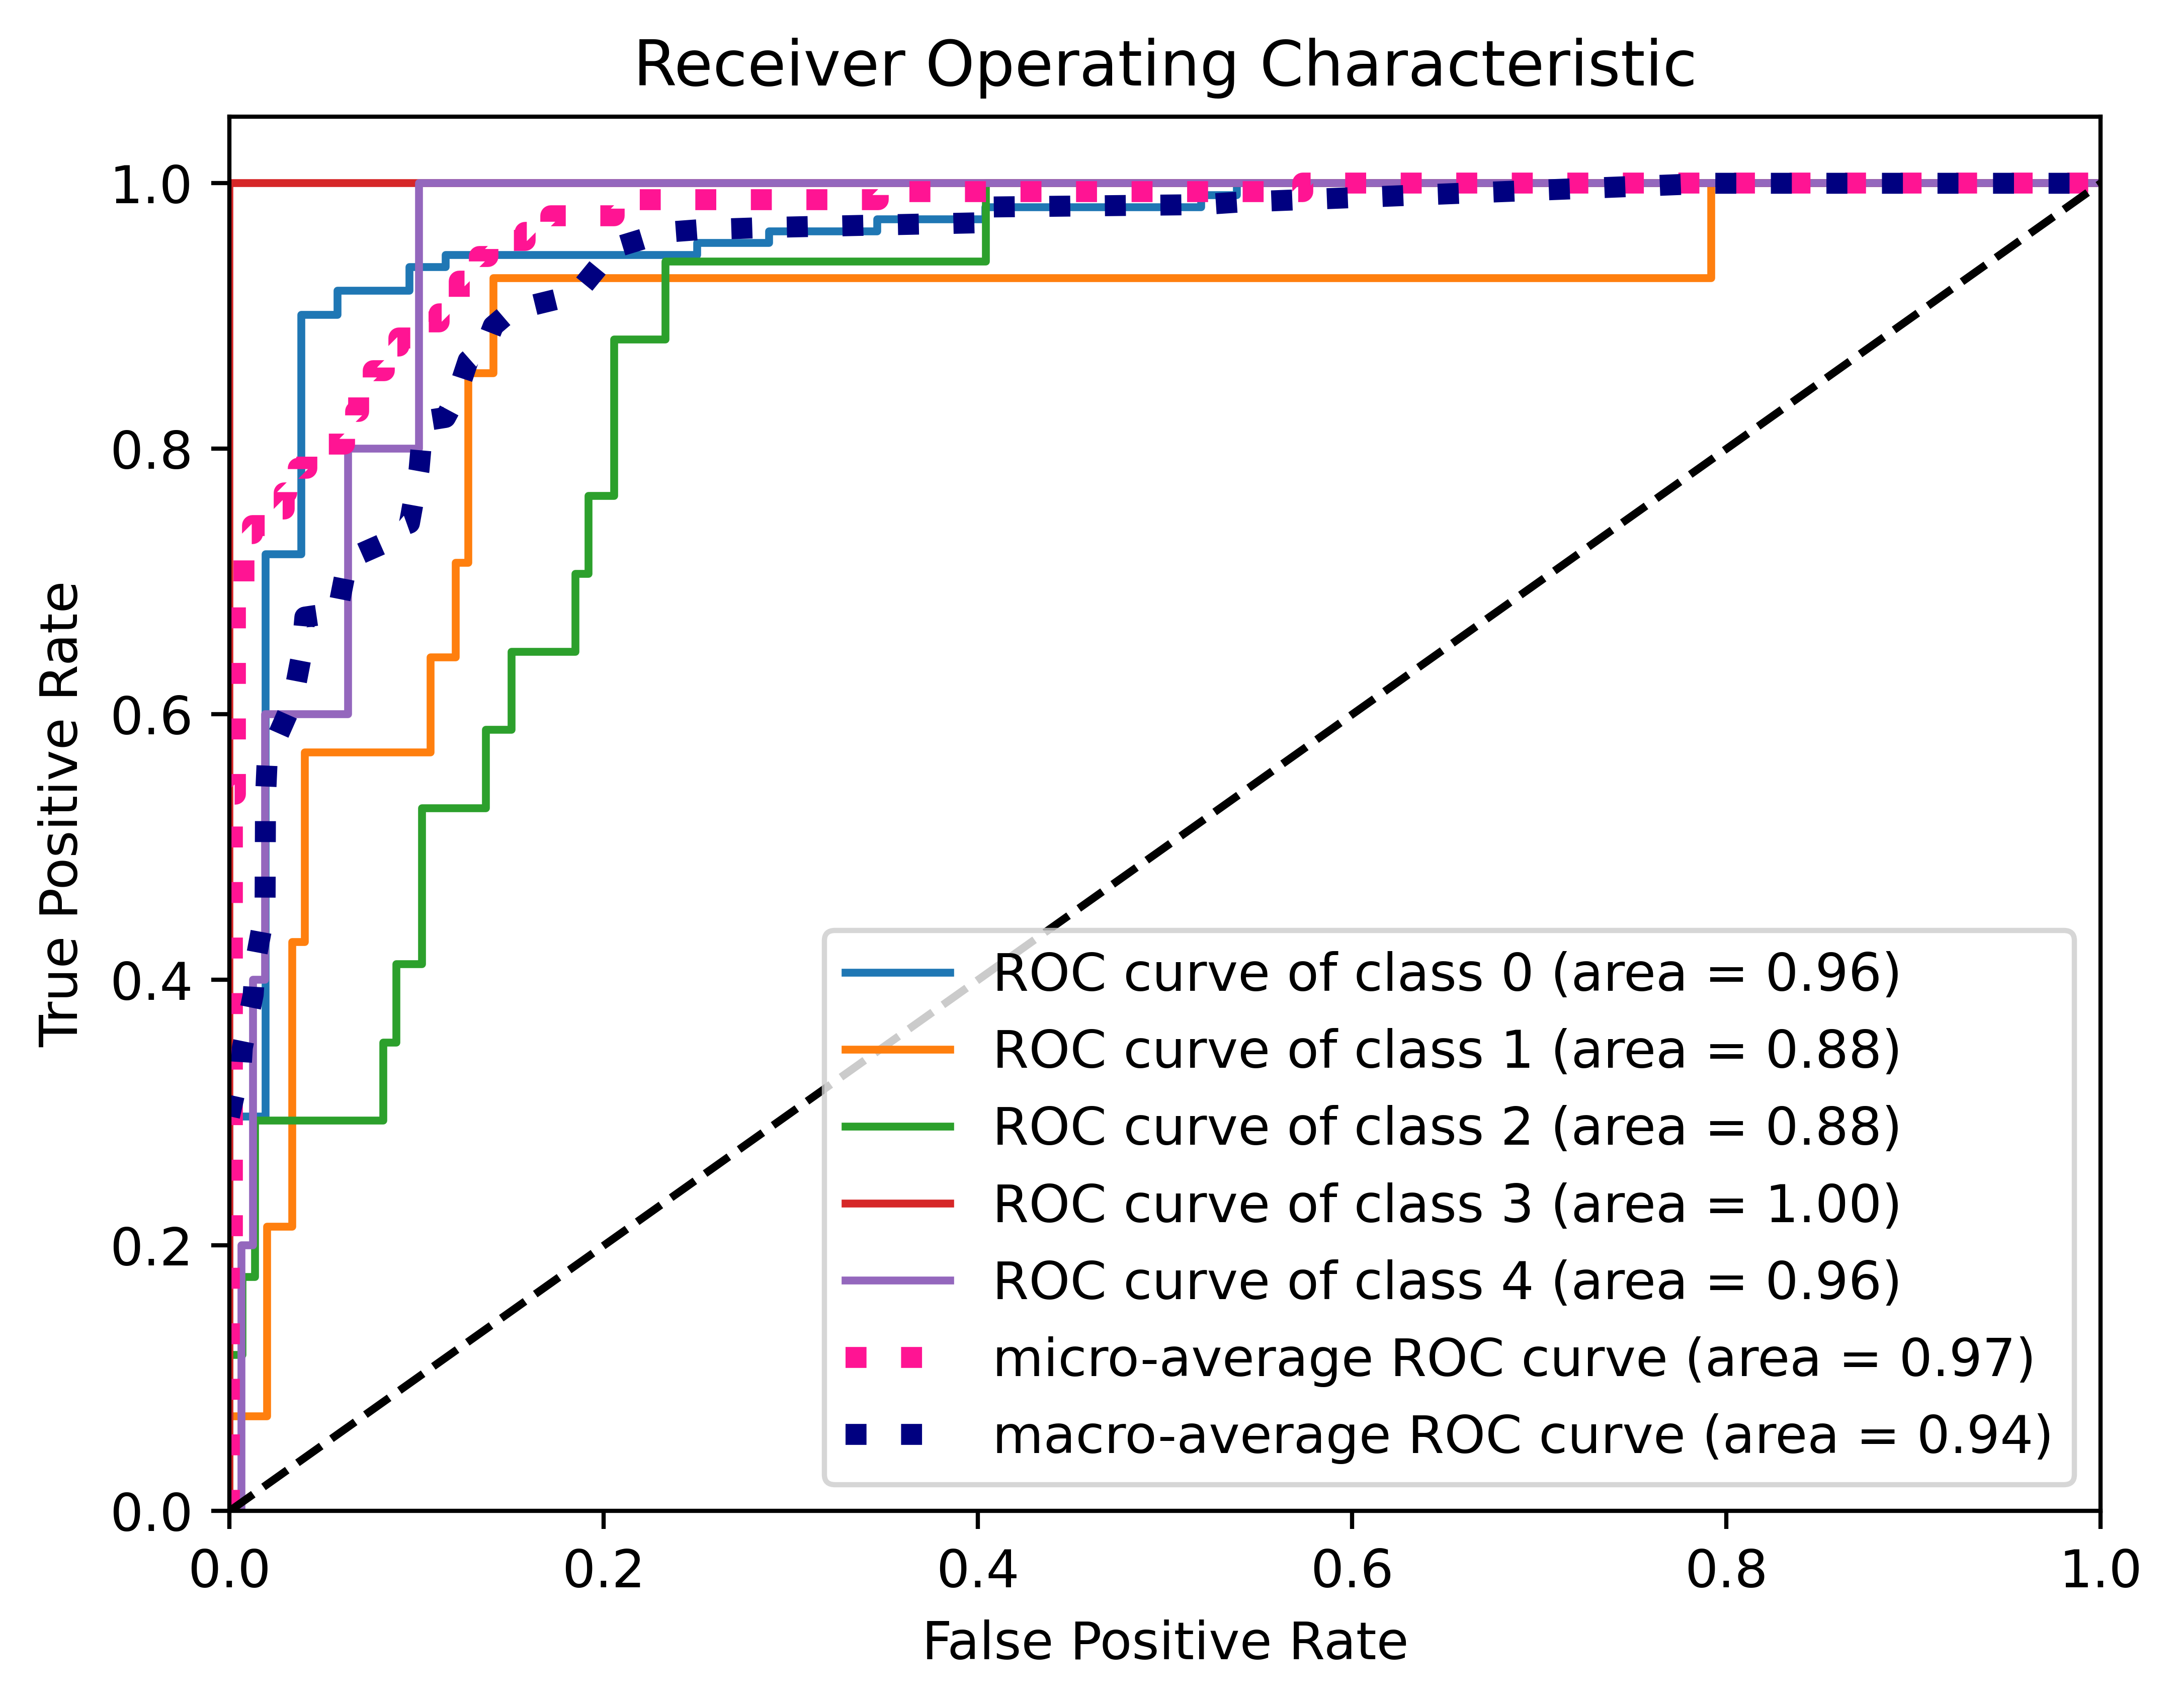 Receiver Operating Characteristic
1.0
0.8
0.6
0.4
0.2
0.0
True Positive Rate
ROC curve of class 0 (area = 0.96)
ROC curve of class 1 (area = 0.88)
ROC curve of class 2 (area = 0.88)
ROC curve of class 3 (area = 1.00)
ROC curve of class 4 (area = 0.96)
micro-average ROC curve (area = 0.97)
macro-average ROC curve (area = 0.94)
0.0 0.2 0.4 0.6 0.8 1.0
False Positive Rate